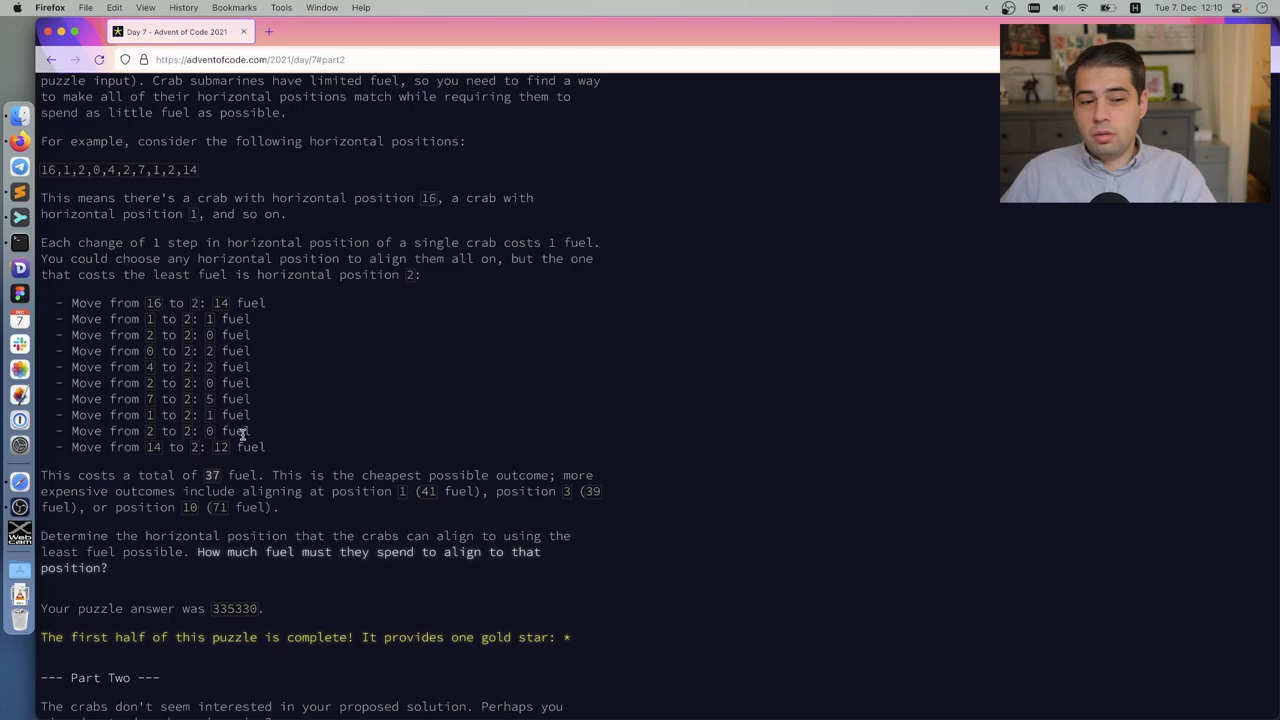 Firefox File Edit View History Bookmarks Tools Window Help
Tue 7. Dec 12:10
Day 7 - Advent of Code 2021
https://adventofcode.com/2021/day/7#part2
puzzle input). Crab submarines have limited fuel, so you need to find a way
to make all of their horizontal positions match while requiring them to
spend as little fuel as possible.
For example, consider the following horizontal positions:
16,1,2,0,4,2,7,1,2,14
This means there's a crab with horizontal position 16, a crab with
horizontal position 1, and so on.
Each change of 1 step in horizontal position of a single crab costs 1 fuel.
You could choose any horizontal position to align them all on, but the one
that costs the least fuel is horizontal position 2:
- Move from 16 to 2: 14 fuel
- Move from 1 to 2: 1 fuel
- Move from 2 to 2: 0 fuel
- Move from 0 to 2: 2 fuel
- Move from 4 to 2: 2 fuel
- Move from 2 to 2: 0 fuel
- Move from 7 to 2: 5 fuel
- Move from 1 to 2: 1 fuel
- Move from 2 to 2: 0 fuel
- Move from 14 to 2: 12 fuel
This costs a total of 37 fuel. This is the cheapest possible outcome; more
expensive outcomes include aligning at position 1 (41 fuel), position 3 (39
fuel), or position 10 (71 fuel).
Determine the horizontal position that the crabs can align to using the
least fuel possible. How much fuel must they spend to align to that
position?
Your puzzle answer was 335330.
The first half of this puzzle is complete! It provides one gold star: *
--- Part Two ---
The crabs don't seem interested in your proposed solution. Perhaps you